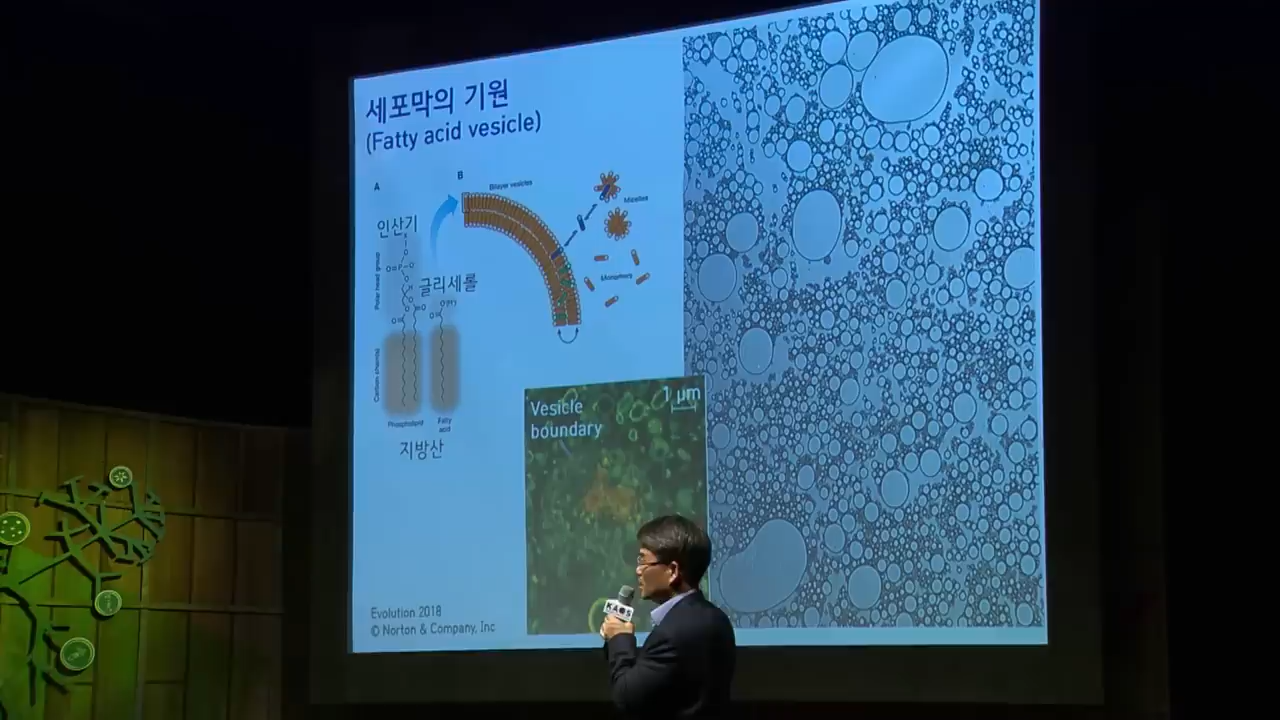 세포막의 기원
(Fatty acid vesicle)
A
B
Bilayer vesicles
Micelles
인산기
Polar head group
글리세롤
Monomers
Phospholipid
Fatty
acid
지방산
Vesicle
boundary
1 μm
KAOS
Evolution 2018
© Norton & Company, Inc